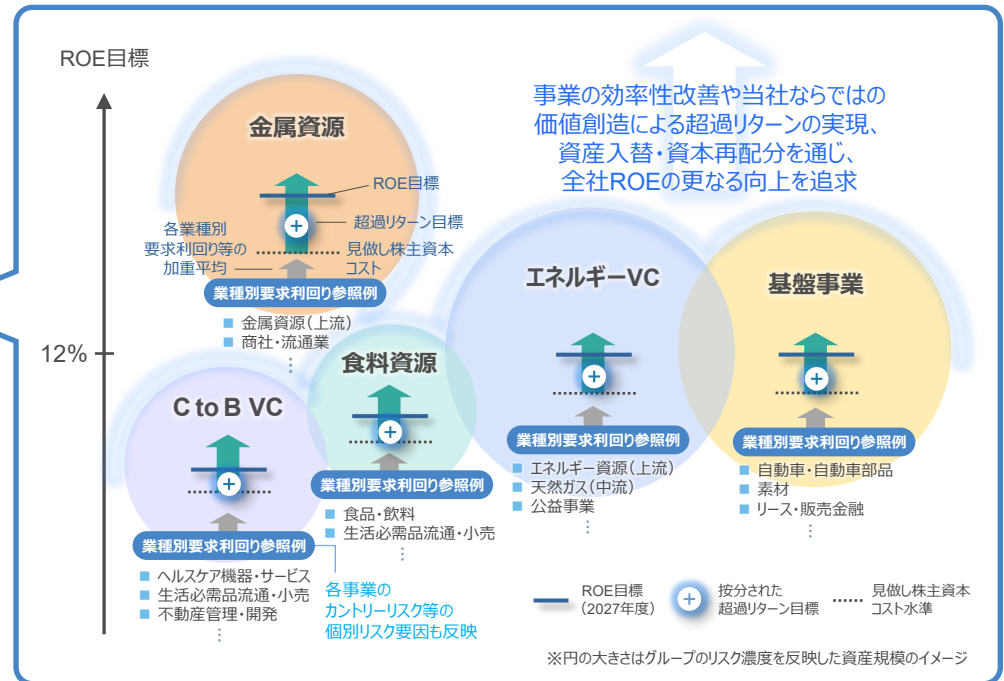 ROE目標
12%
事業の効率性改善や当社ならではの
価値創造による超過リターンの実現、
資産入替・資本再配分を通じ、
全社ROEの更なる向上を追求
金属資源
ROE目標
超過リターン目標
各業種別
要求利回り等の
加重平均
見做し株主資本
コスト
業種別要求利回り参照例
■ 金属資源（上流）
■ 商社・流通業
⋮
エネルギーVC
業種別要求利回り参照例
■ エネルギー資源（上流）
■ 天然ガス（中流）
■ 公益事業
⋮
基盤事業
業種別要求利回り参照例
■ 自動車・自動車部品
■ 素材
■ リース・販売金融
⋮
食料資源
業種別要求利回り参照例
■ 食品・飲料
■ 生活必需品流通・小売
⋮
C to B VC
業種別要求利回り参照例
■ ヘルスケア機器・サービス
■ 生活必需品流通・小売
■ 不動産管理・開発
⋮
各事業の
カントリーリスク等の
個別リスク要因も反映
ROE目標
（2027年度）
按分された
超過リターン目標
見做し株主資本
コスト水準
※円の大きさはグループのリスク濃度を反映した資産規模のイメージ